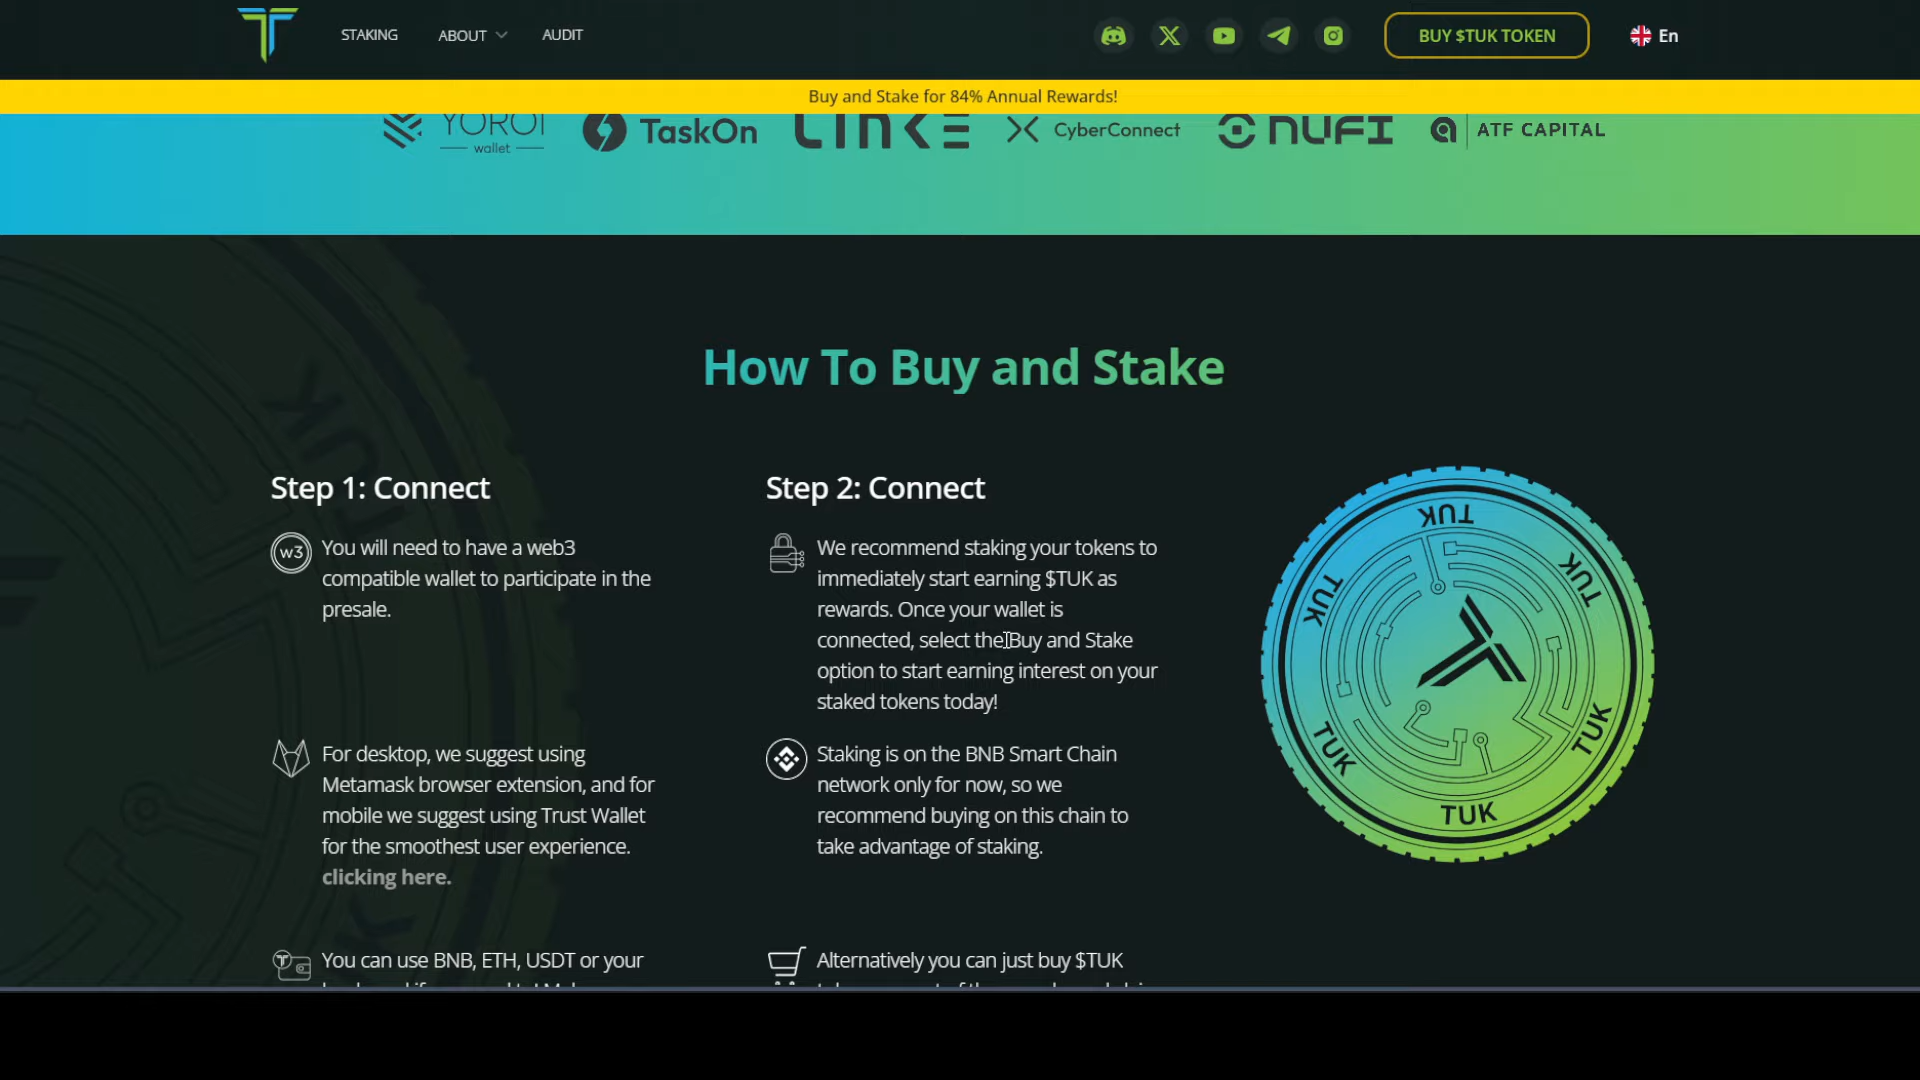 STAKING ABOUT AUDIT BUY $TUK TOKEN En
Buy and Stake for 84% Annual Rewards!
YOROI wallet TaskOn LINKE CyberConnect NUFI ATF CAPITAL
How To Buy and Stake
Step 1: Connect
w3
You will need to have a web3
compatible wallet to participate in the
presale.
For desktop, we suggest using
Metamask browser extension, and for
mobile we suggest using Trust Wallet
for the smoothest user experience.
clicking here.
You can use BNB, ETH, USDT or your
Step 2: Connect
We recommend staking your tokens to
immediately start earning $TUK as
rewards. Once your wallet is
connected, select the Buy and Stake
option to start earning interest on your
staked tokens today!
Staking is on the BNB Smart Chain
network only for now, so we
recommend buying on this chain to
take advantage of staking.
Alternatively you can just buy $TUK
TUK
TUK
TUK
TUK
TUK
TUK